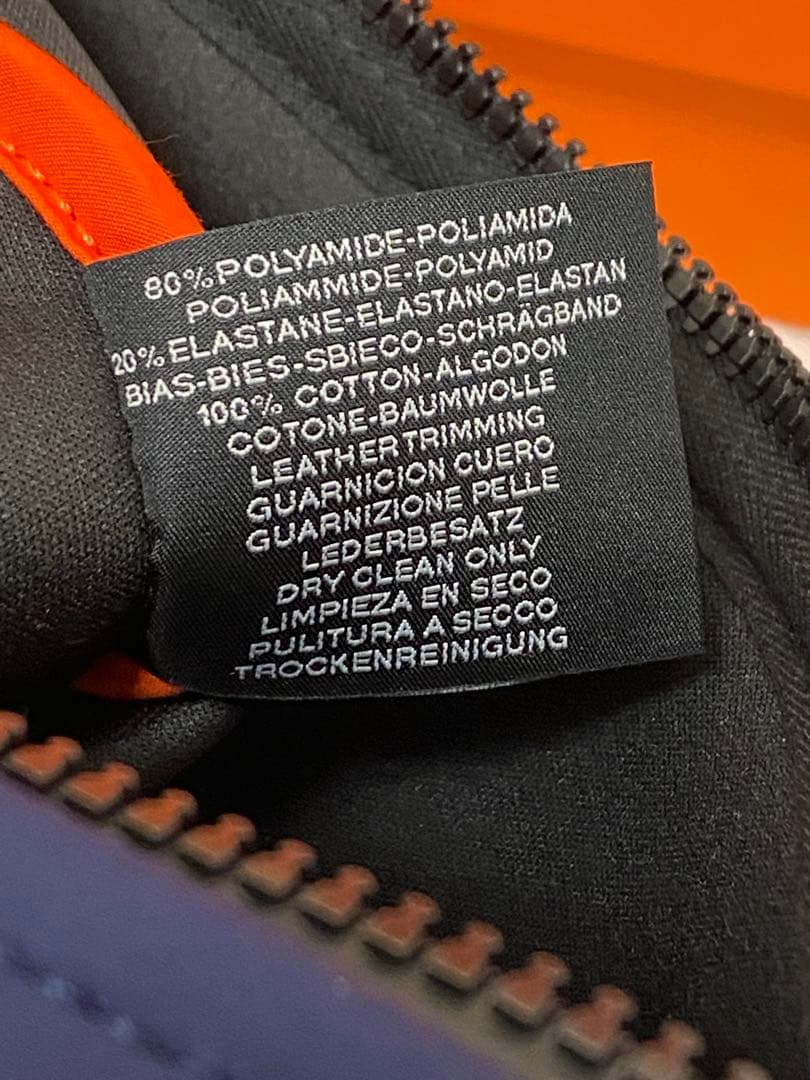 80% POLYAMIDE-POLIAMIDA
POLIAMMIDE-POLYAMID
20% ELASTANE-ELASTANO-ELASTAN
BIAS-BIES-SBIECO-SCHRÄGBAND
100% COTTON-ALGODON
COTONE-BAUMWOLLE
LEATHER TRIMMING
GUARNICION CUERO
GUARNIZIONE PELLE
LEDERBESATZ
DRY CLEAN ONLY
LIMPIEZA EN SECO
PULITURA A SECCO
TROCKENREINIGUNG